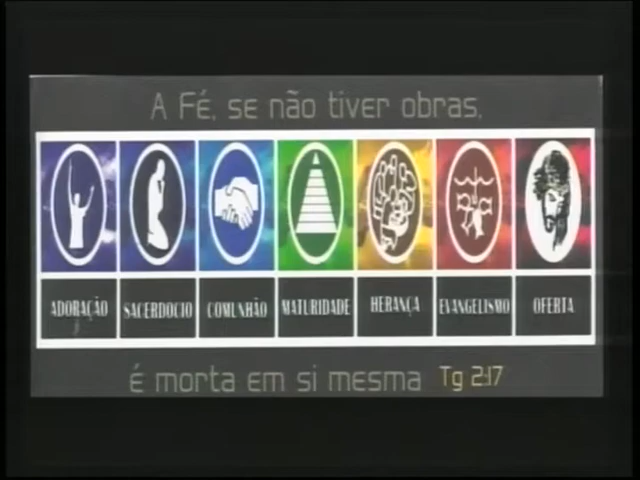 A Fé, se não tiver obras,
ADORAÇÃO SACERDOCIO COMUNHÃO MATURIDADE HERANÇA EVANGELISMO OFERTA
é morta em si mesma Tg 2:17